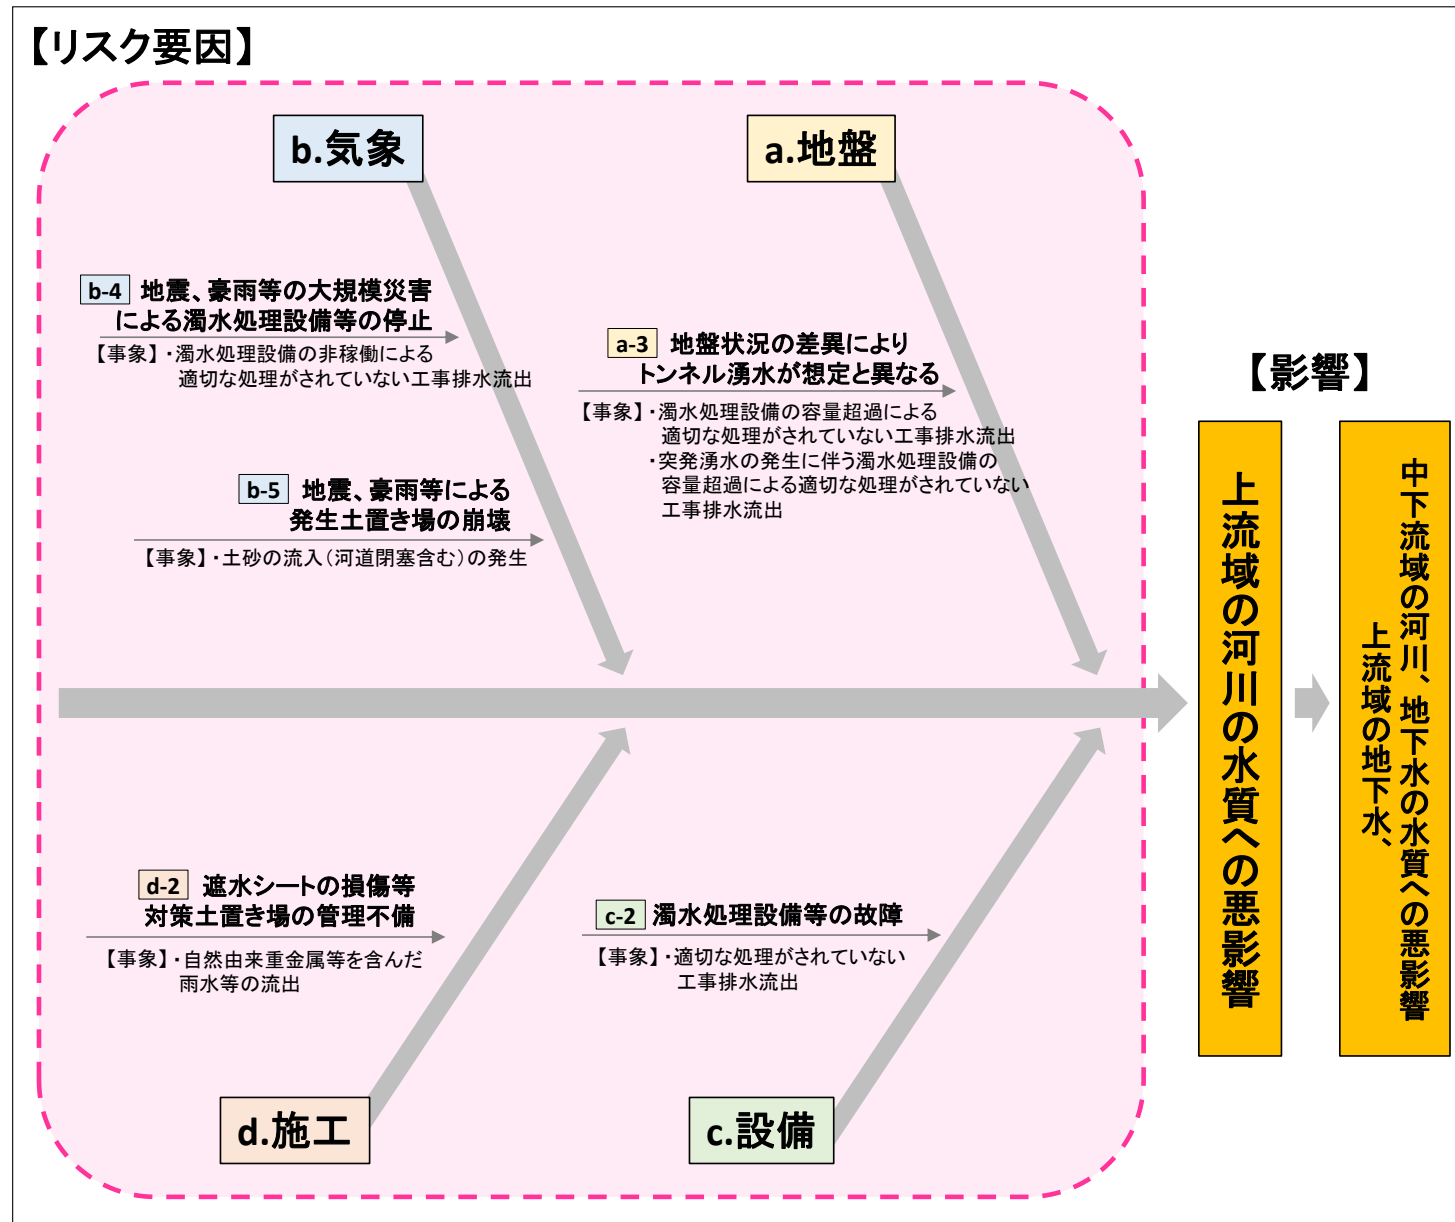 【リスク要因】
b.気象
a.地盤
b-4 地震、豪雨等の大規模災害
による濁水処理設備等の停止
【事象】・濁水処理設備の非稼働による
適切な処理がされていない工事排水流出
b-5 地震、豪雨等による
発生土置き場の崩壊
【事象】・土砂の流入（河道閉塞含む）の発生
a-3 地盤状況の差異により
トンネル湧水が想定と異なる
【事象】・濁水処理設備の容量超過による
適切な処理がされていない工事排水流出
・突発湧水の発生に伴う濁水処理設備の
容量超過による適切な処理がされていない
工事排水流出
d-2 遮水シートの損傷等
対策土置き場の管理不備
【事象】・自然由来重金属等を含んだ
雨水等の流出
c-2 濁水処理設備等の故障
【事象】・適切な処理がされていない
工事排水流出
d.施工
c.設備
【影響】
上流域の河川の水質への悪影響
上流域の地下水、
中下流域の河川、地下水の水質への悪影響